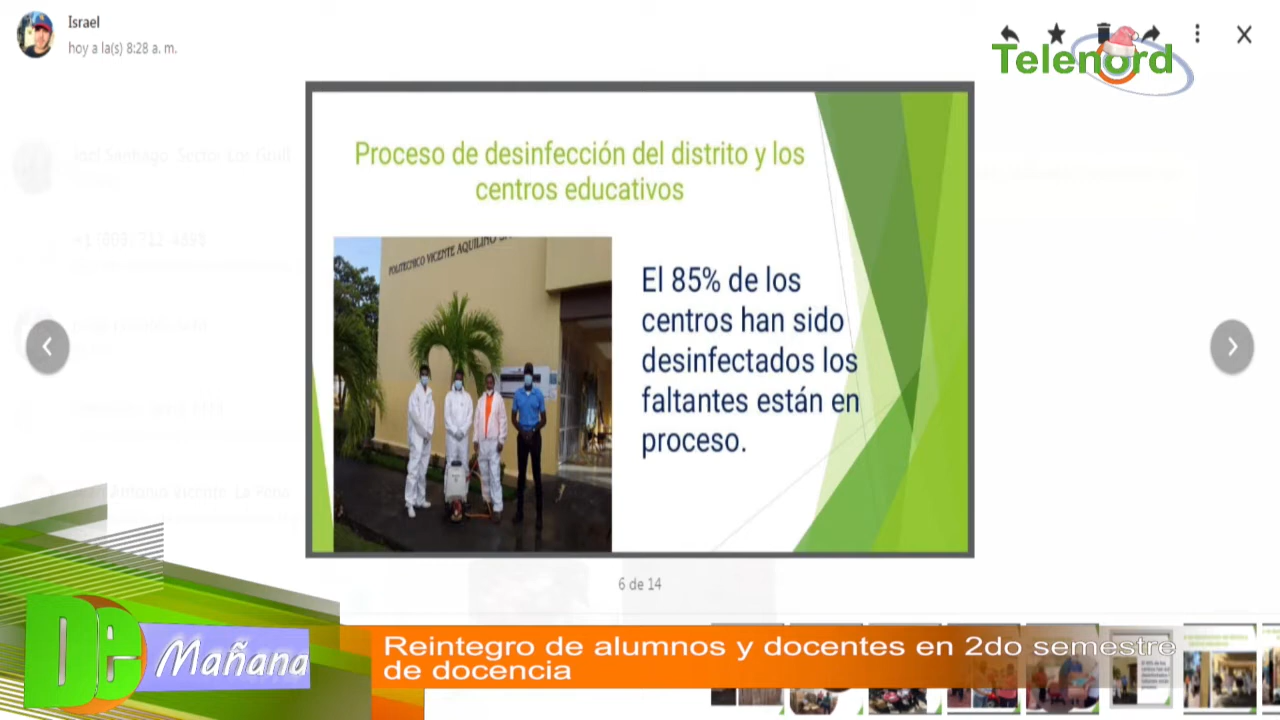 Israel
hoy a la(s) 8:28 a. m.
Telenord
Proceso de desinfección del distrito y los
centros educativos
POLITECNICO VICENTE AQUILINO
El 85% de los
centros han sido
desinfectados los
faltantes están en
proceso.
6 de 14
De Mañana
Reintegro de alumnos y docentes en 2do semestre
de docencia